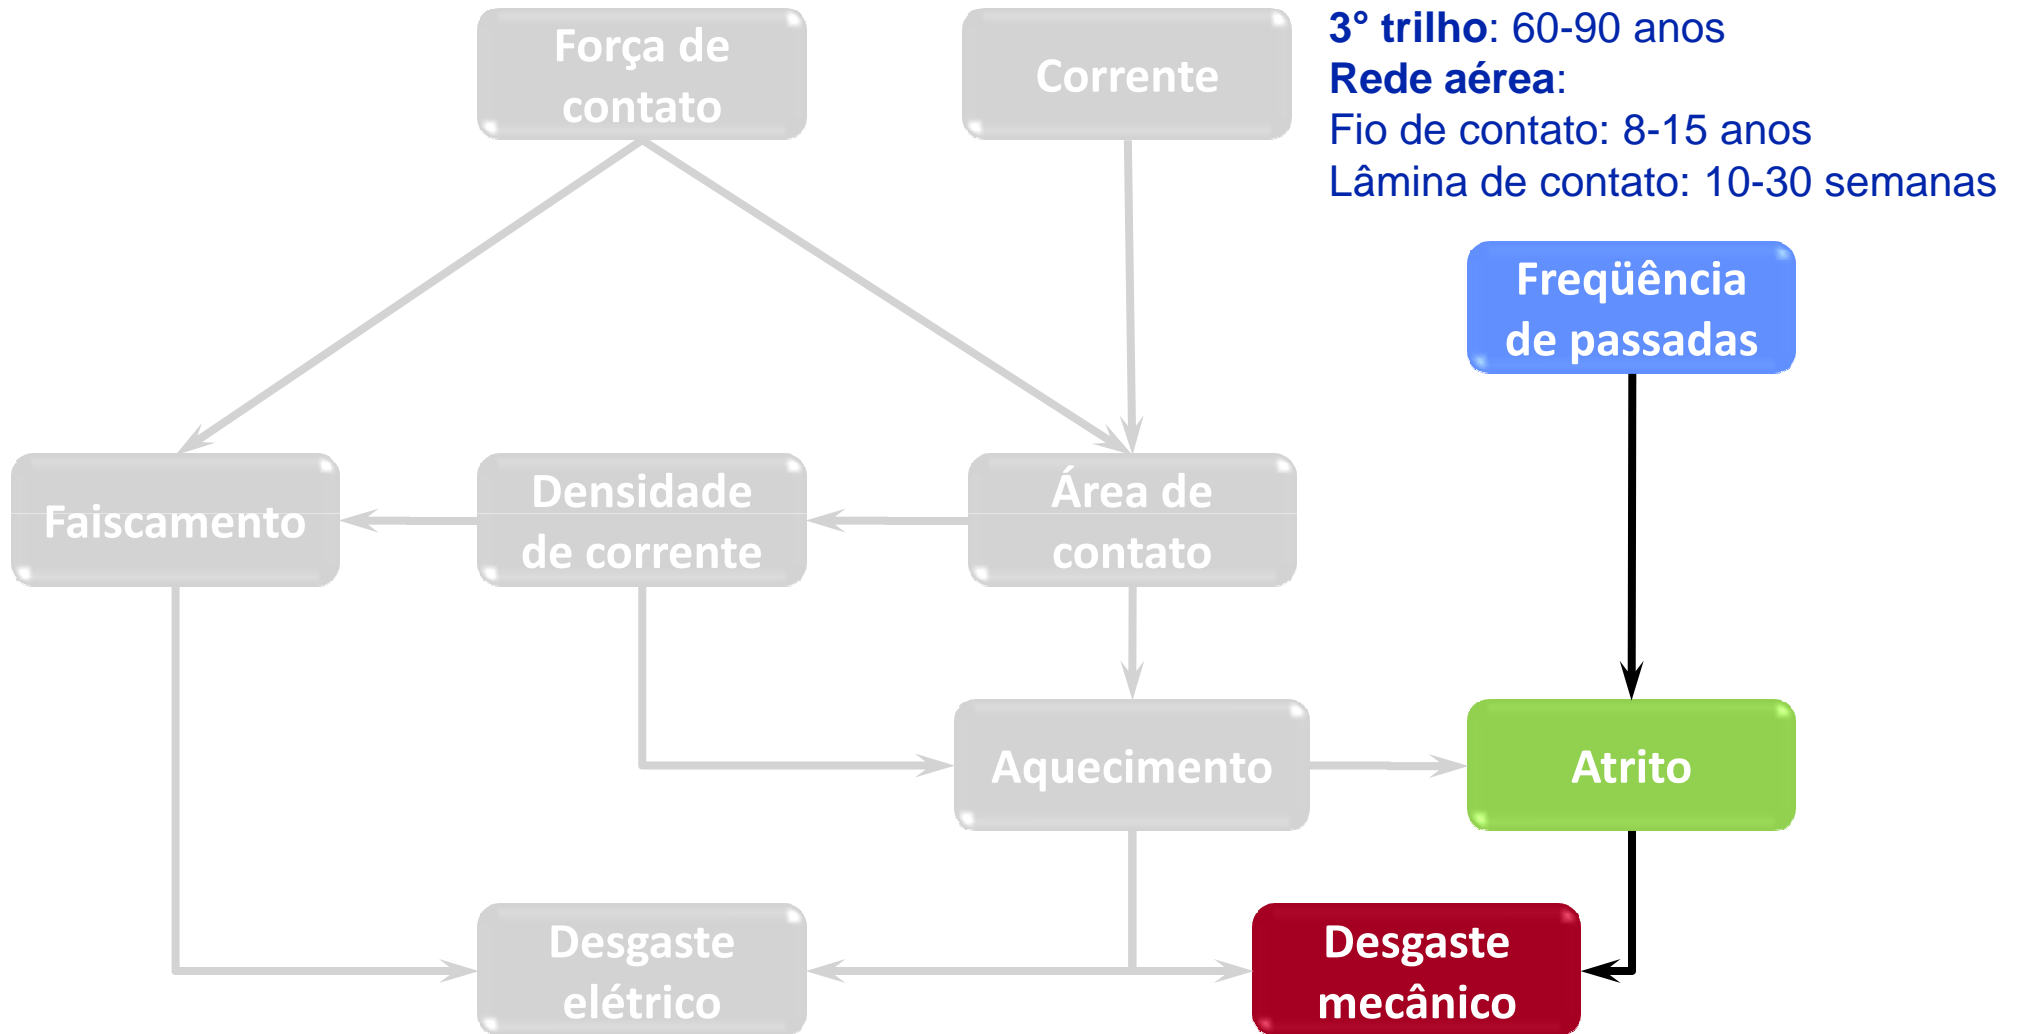 Força de
contato
Corrente
3° trilho: 60-90 anos
Rede aérea:
Fio de contato: 8-15 anos
Lâmina de contato: 10-30 semanas
Freqüência
de passadas
Faiscamento
Densidade
de corrente
Área de
contato
Aquecimento
Atrito
Desgaste
elétrico
Desgaste
mecânico